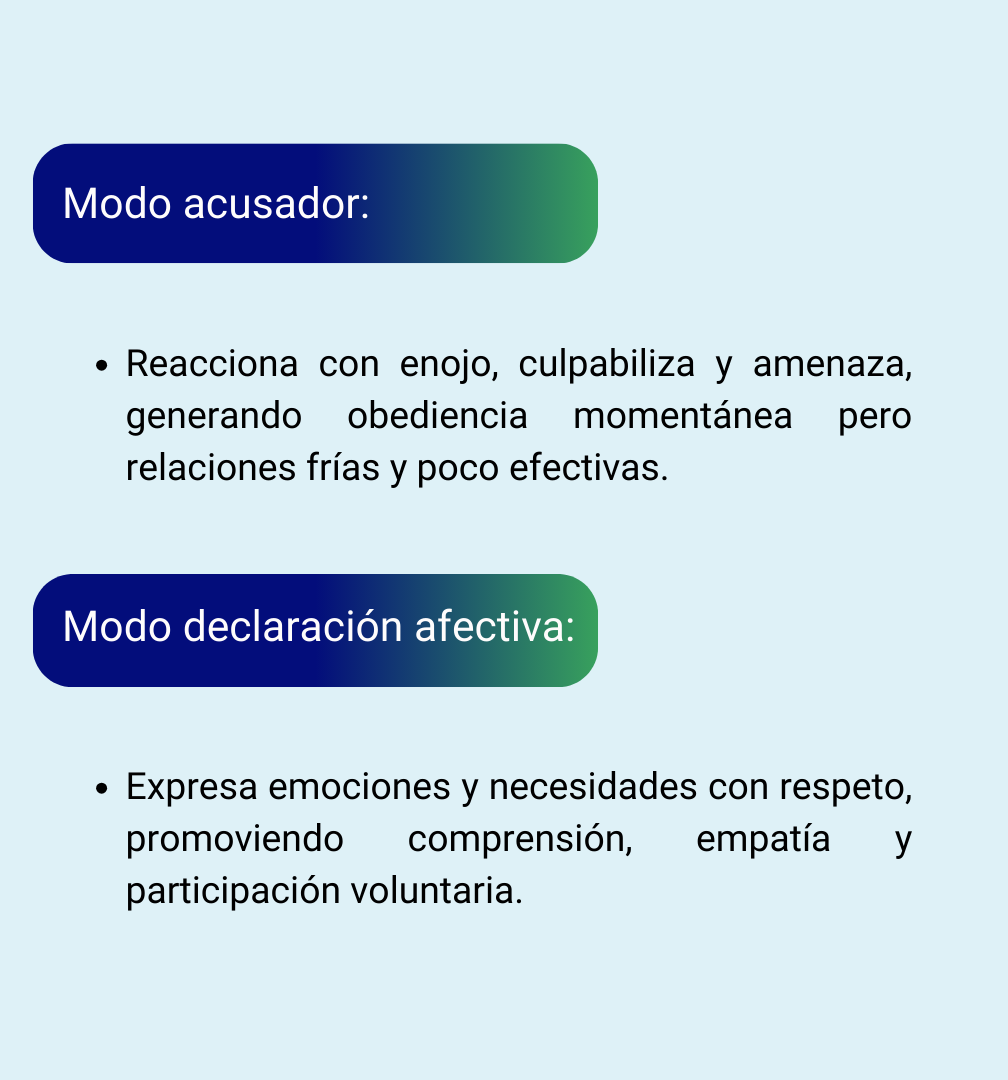 Modo acusador:
• Reacciona con enojo, culpabiliza y amenaza,
generando obediencia momentánea pero
relaciones frías y poco efectivas.
Modo declaración afectiva:
• Expresa emociones y necesidades con respeto,
promoviendo comprensión, empatía y
participación voluntaria.